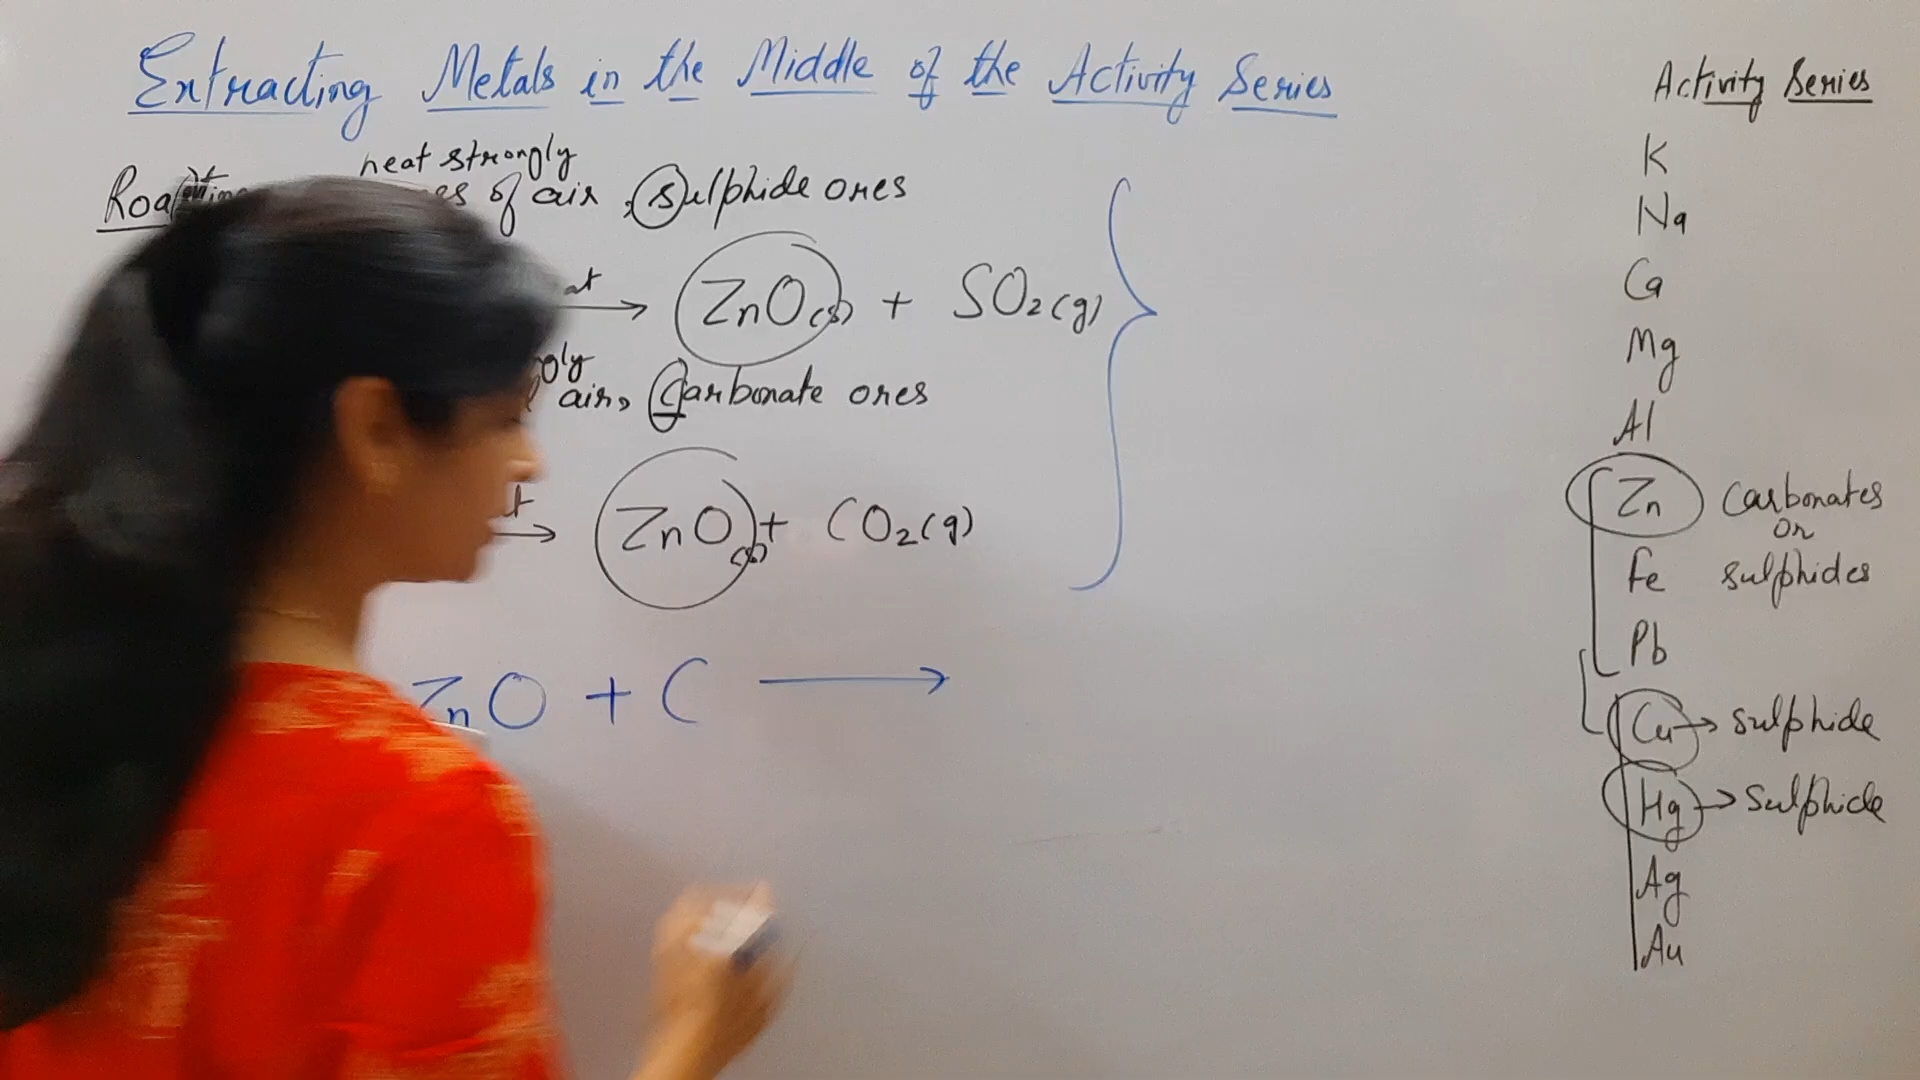 Extracting Metals in the Middle of the Activity Series
heat strongly
of air, Sulphide ores
ZnO(s) + SO2(g)
air, Carbonate ores
ZnO(s) + CO2(g)
ZnO + C
Activity Series
K
Na
Ca
Mg
Al
Zn Carbonates
or
Fe Sulphides
Pb
Cu → Sulphide
Hg → Sulphide
Ag
Au